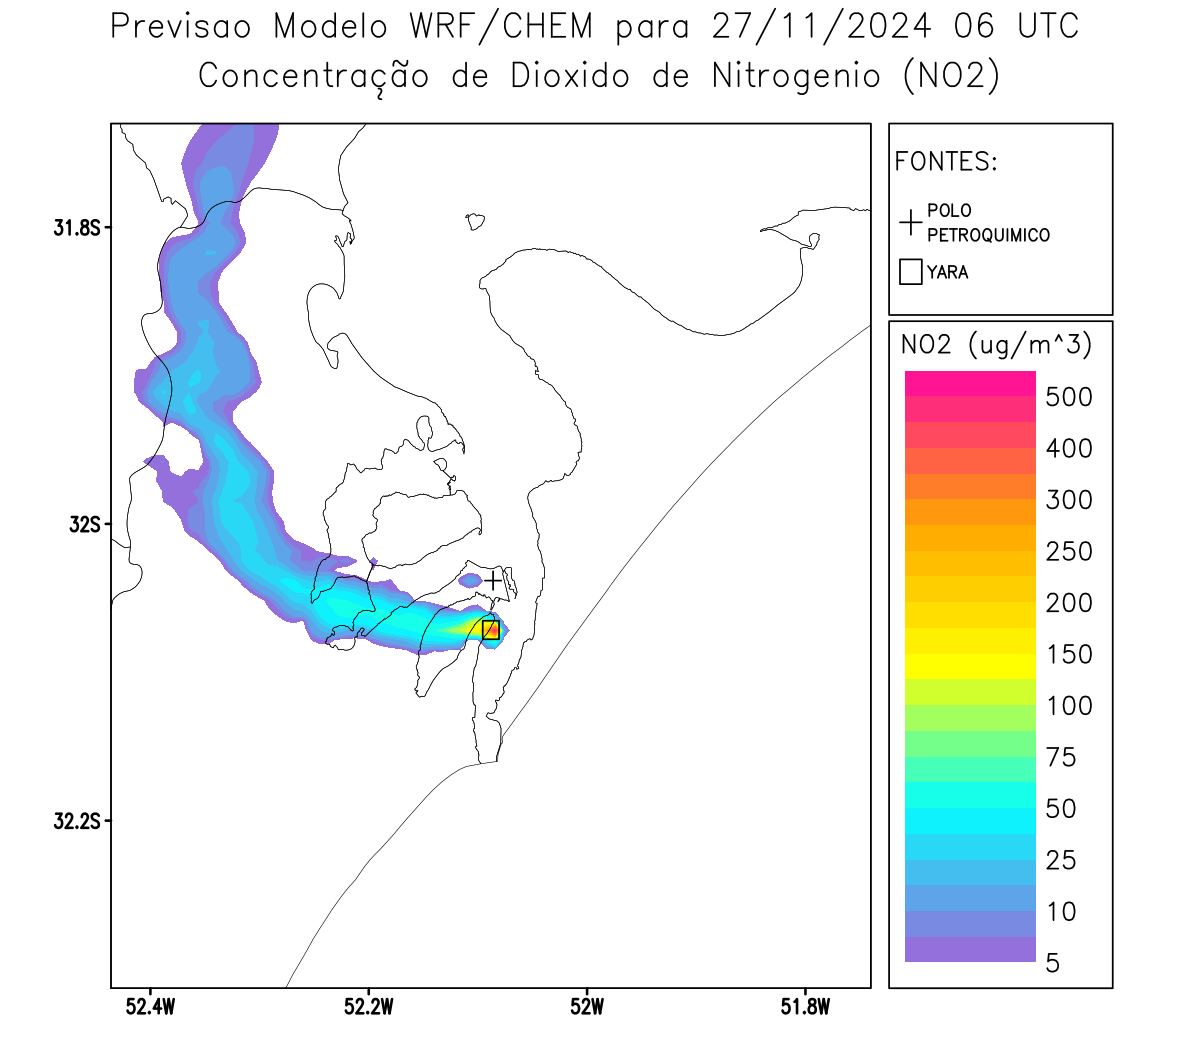 Previsao Modelo WRF/CHEM para 27/11/2024 06 UTC
Concentração de Dioxido de Nitrogenio (NO2)
FONTES:
POLO
PETROQUIMICO
YARA
NO2 (ug/m^3)
500
400
300
250
200
150
100
75
50
25
10
5
31.8S
32S
32.2S
52.4W
52.2W
52W
51.8W